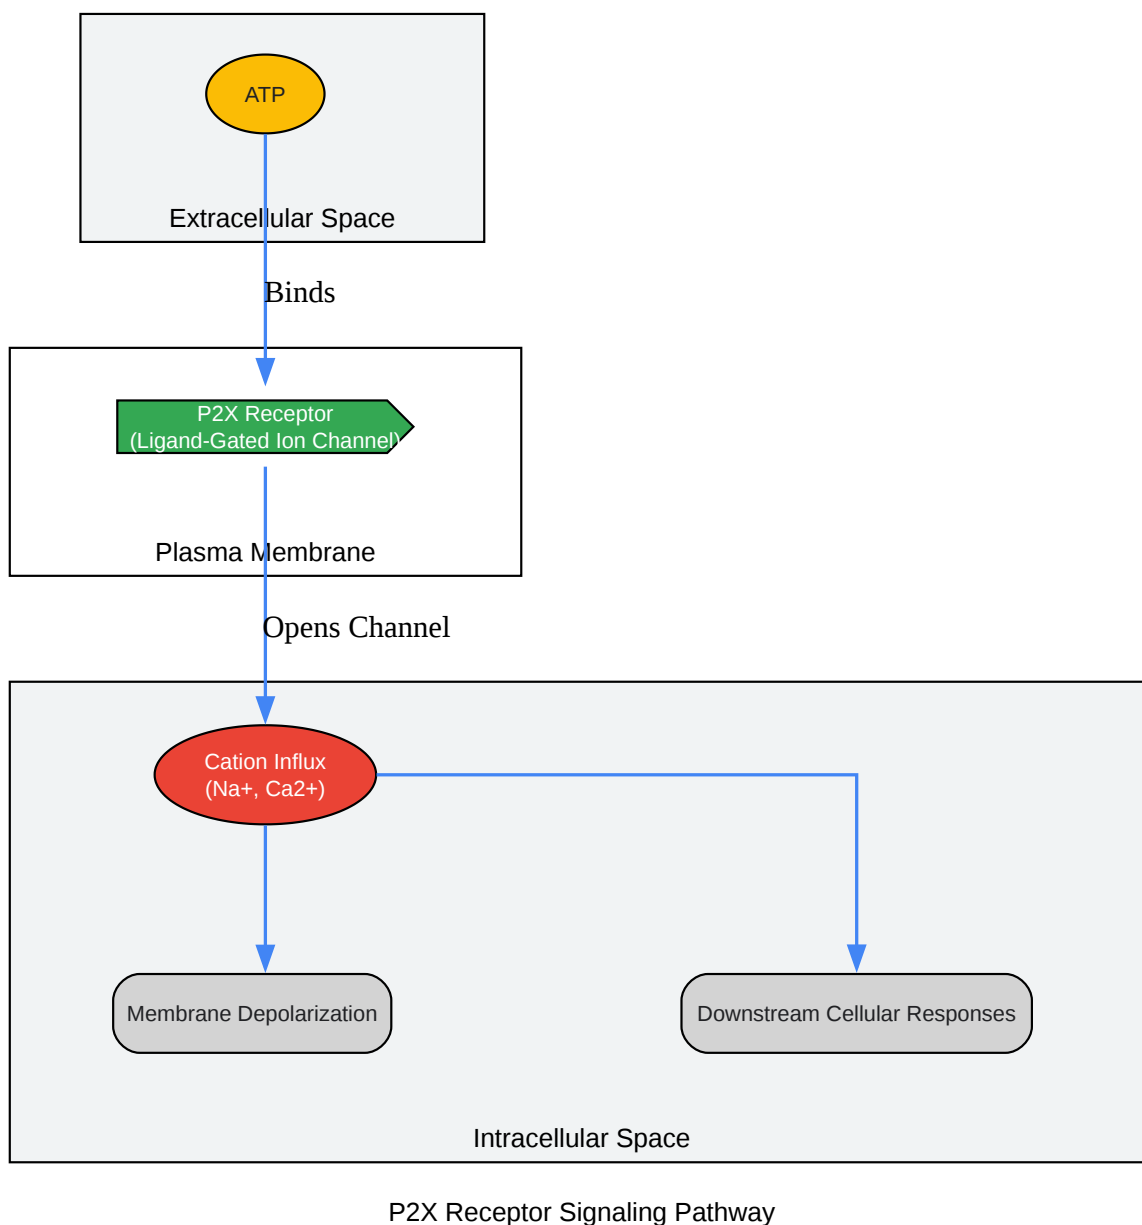 ATP
Extracellular Space
Binds
P2X Receptor
(Ligand-Gated Ion Channel)
Plasma Membrane
Opens Channel
Cation Influx
(Na+, Ca2+)
Membrane Depolarization
Downstream Cellular Responses
Intracellular Space
P2X Receptor Signaling Pathway